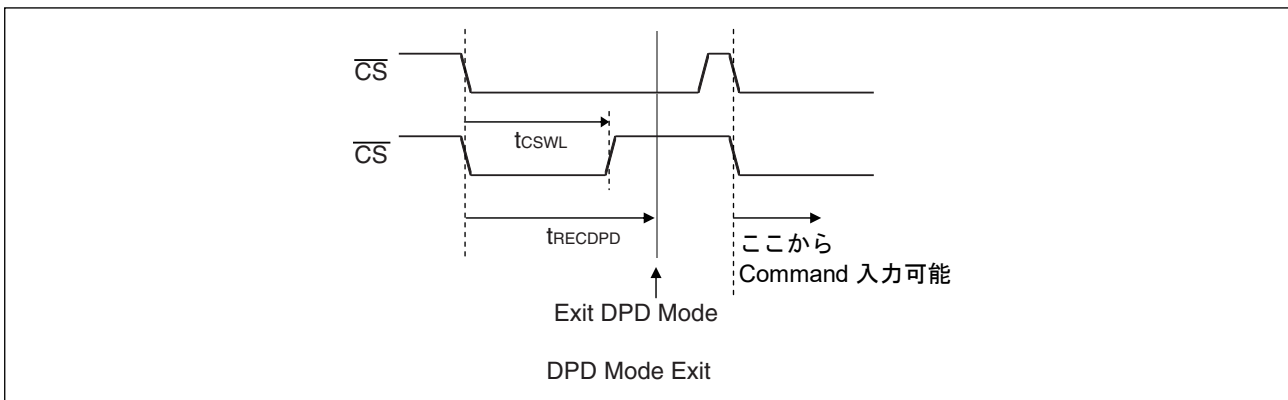 CS
tCSWL
CS
tRECDPD
ここから
Command 入力可能
Exit DPD Mode
DPD Mode Exit